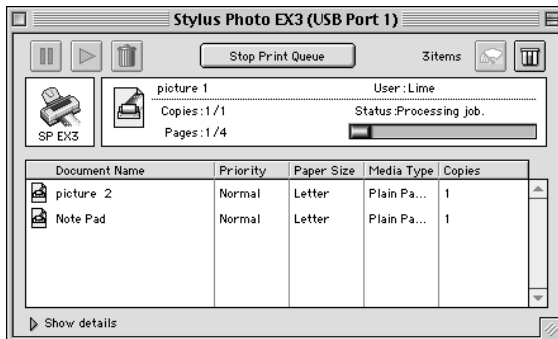 Stylus Photo EX3 (USB Port 1)
Stop Print Queue
3items
SP EX3
picture 1
User:Lime
Copies:1/1
Status:Processing job.
Pages:1/4
Document Name Priority Paper Size Media Type Copies
picture 2 Normal Letter Plain Pa... 1
Note Pad Normal Letter Plain Pa... 1
Show details